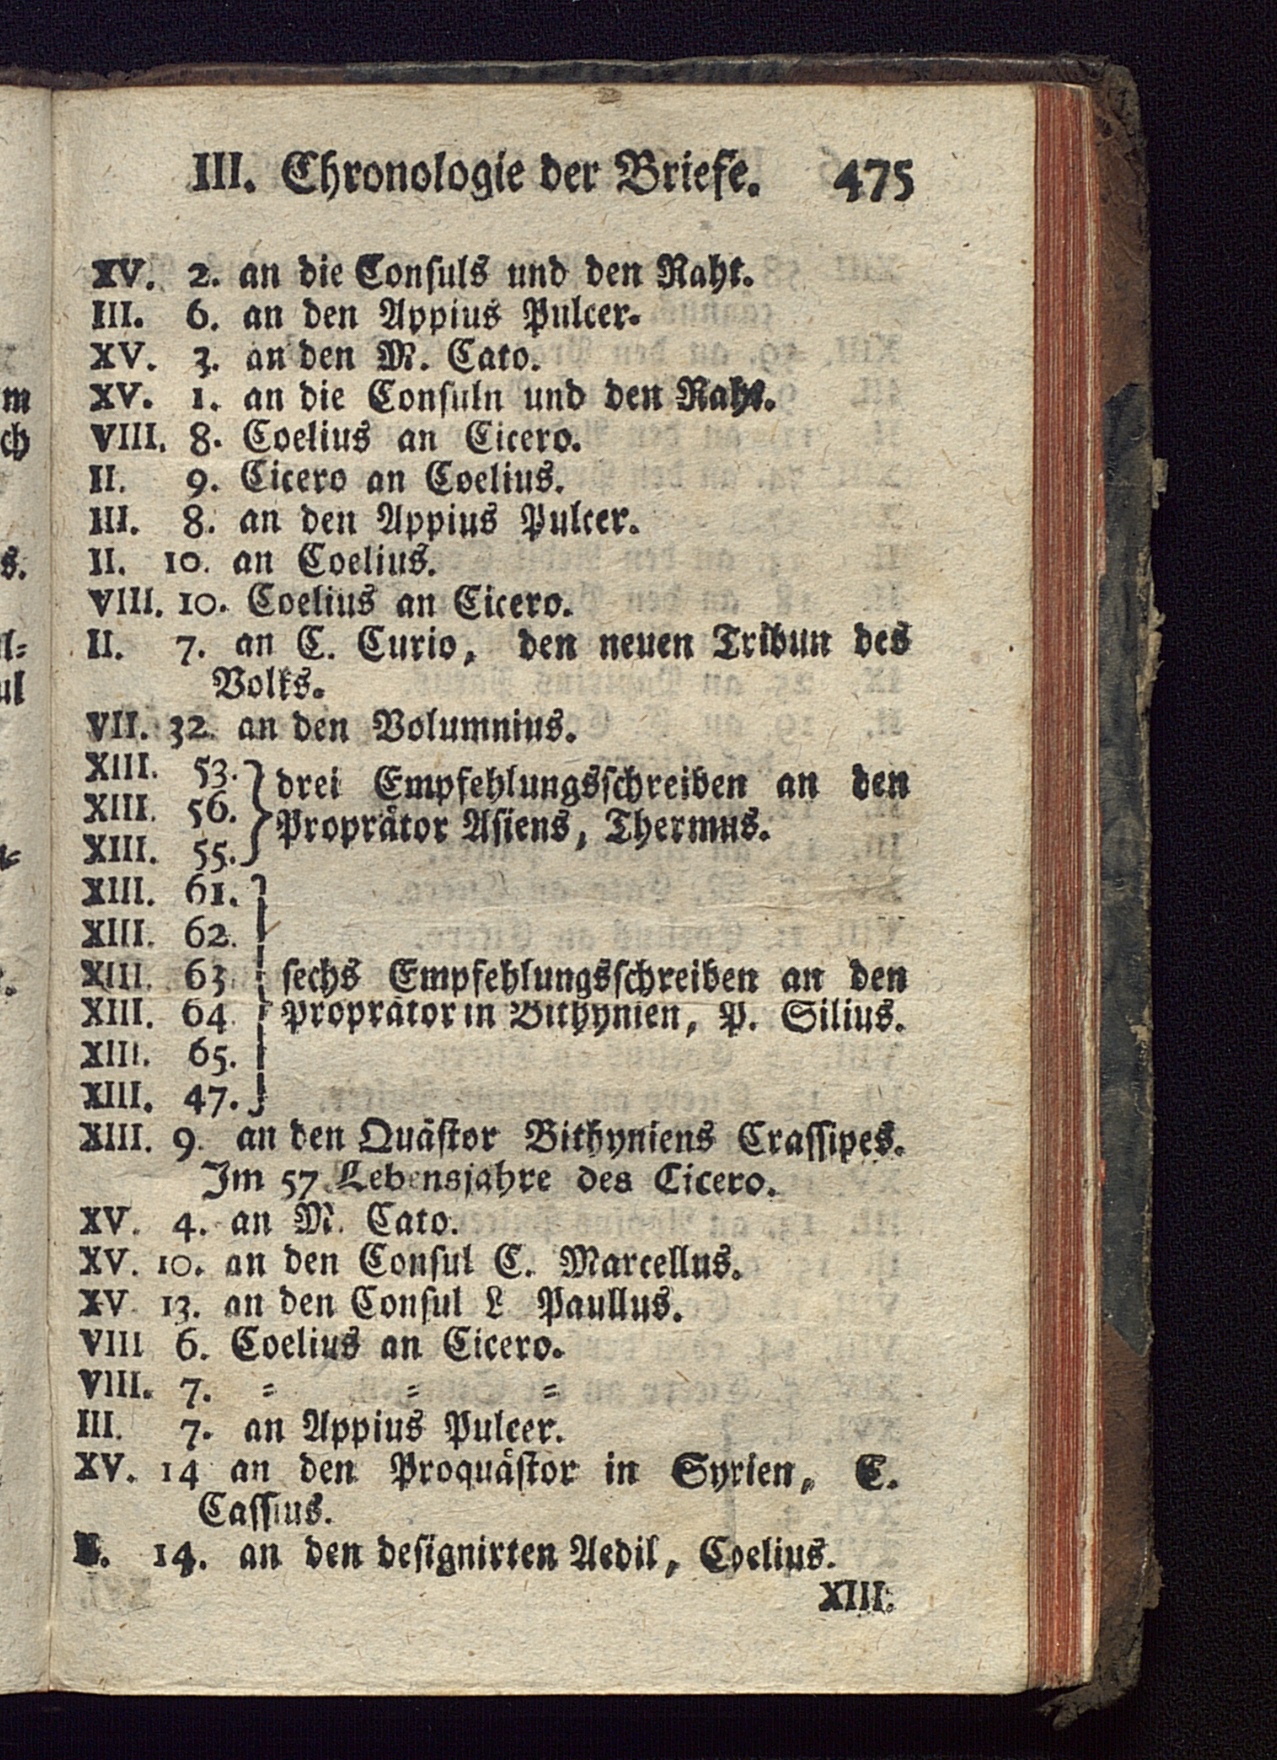 III. Chronologie der Briefe. 475
XV. 2. an die Consuls und den Raht.
III. 6. an den Appius Pulcer.
XV. 3. an den M. Cato.
XV. 1. an die Consuln und den Raht.
VIII. 8. Coelius an Cicero.
II. 9. Cicero an Coelius.
III. 8. an den Appius Pulcer.
II. 10. an Coelius.
VIII. 10. Coelius an Cicero.
II. 7. an C. Curio, den neuen Tribun des
Volks.
VII. 32. an den Volumnius.
XIII. 53.
XIII. 56.
XIII. 55.
drei Empfehlungsschreiben an den
Proprätor Asiens, Thermus.
XIII. 61.
XIII. 62.
XIII. 63
XIII. 64
XIII. 65.
XIII. 47.
sechs Empfehlungsschreiben an den
Proprätor in Bithynien, P. Silius.
XIII. 9. an den Quästor Bithyniens Crassipes.
Im 57. Lebensjahre des Cicero.
XV. 4. an M. Cato.
XV. 10. an den Consul C. Marcellus.
XV. 13. an den Consul L Paullus.
VIII 6. Coelius an Cicero.
VIII. 7. = = =
III. 7. an Appius Pulcer.
XV. 14 an den Proquästor in Syrien, C.
Cassius.
14. an den designirten Aedil, Coelius.
XIII.